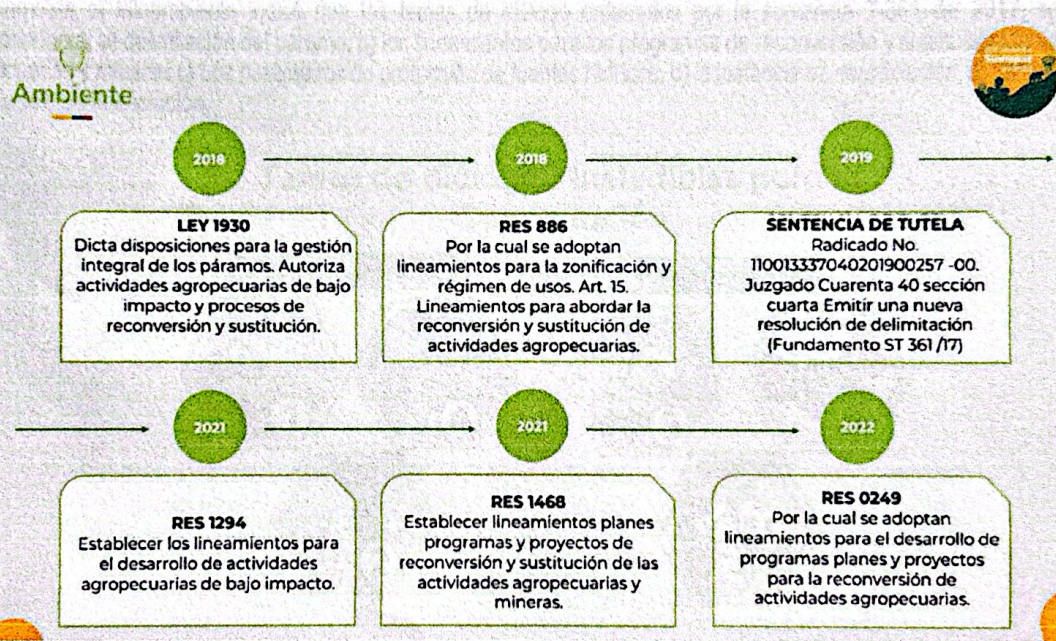 Ambiente
2018
2018
2019
LEY 1930
Dicta disposiciones para la gestión
integral de los páramos. Autoriza
actividades agropecuarias de bajo
impacto y procesos de
reconversión y sustitución.
RES 886
Por la cual se adoptan
lineamientos para la zonificación y
régimen de usos. Art. 15.
Lineamientos para abordar la
reconversión y sustitución de
actividades agropecuarias.
SENTENCIA DE TUTELA
Radicado No.
110013337040201900257 -00.
Juzgado Cuarenta 40 sección
cuarta Emitir una nueva
resolución de delimitación
(Fundamento ST 361 /17)
2021
2021
2022
RES 1294
Establecer los lineamientos para
el desarrollo de actividades
agropecuarias de bajo impacto.
RES 1468
Establecer lineamientos planes
programas y proyectos de
reconversión y sustitución de las
actividades agropecuarias y
mineras.
RES 0249
Por la cual se adoptan
lineamientos para el desarrollo de
programas planes y proyectos
para la reconversión de
actividades agropecuarias.